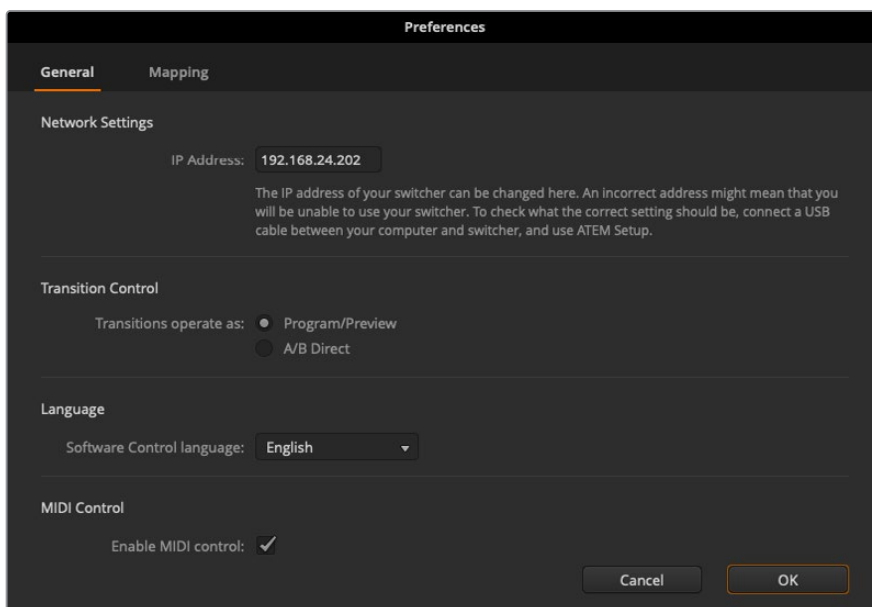 Preferences
General Mapping
Network Settings
IP Address: 192.168.24.202
The IP address of your switcher can be changed here. An incorrect address might mean that you
will be unable to use your switcher. To check what the correct setting should be, connect a USB
cable between your computer and switcher, and use ATEM Setup.
Transition Control
Transitions operate as: Program/Preview
A/B Direct
Language
Software Control language: English
MIDI Control
Enable MIDI control:
Cancel OK